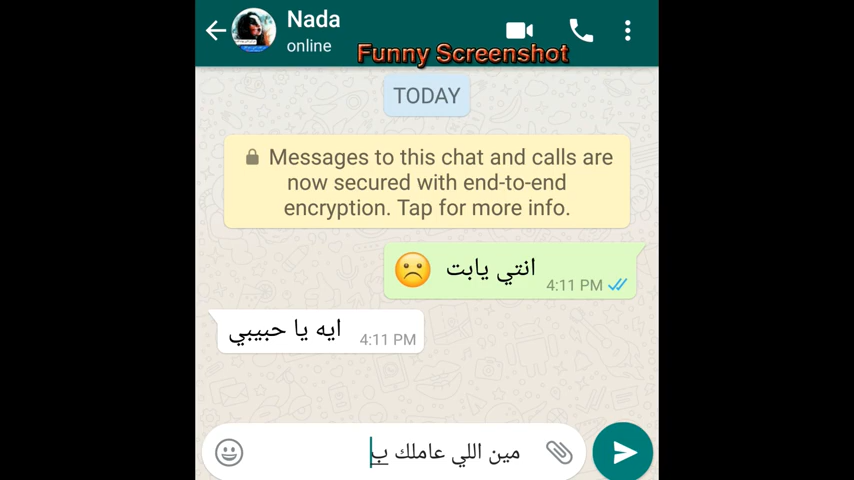 Nada
online
Funny Screenshot
TODAY
Messages to this chat and calls are
now secured with end-to-end
encryption. Tap for more info.
انتي يابت ☹️ 4:11 PM
ايه يا حبيبي 4:11 PM
مين اللي عاملك ب